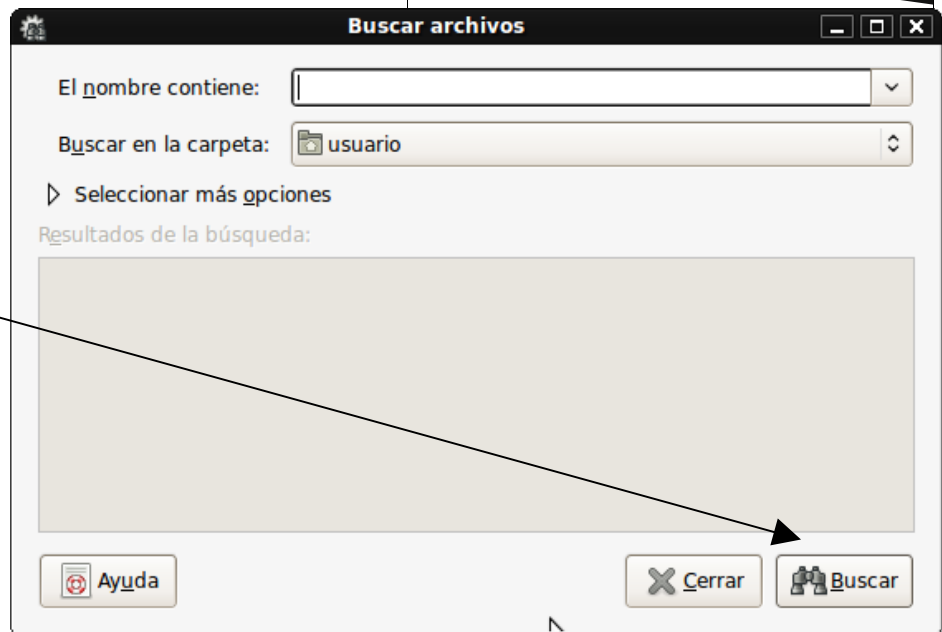 Buscar archivos
El nombre contiene:
Buscar en la carpeta: usuario
Seleccionar más opciones
Resultados de la búsqueda:
Ayuda Cerrar Buscar